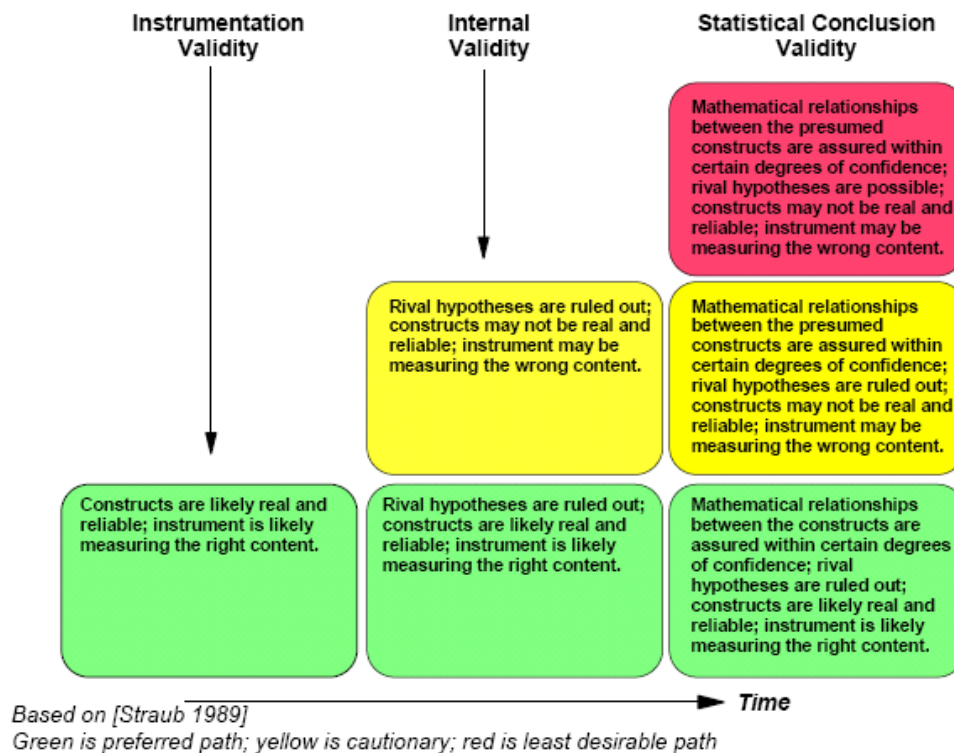 Instrumentation
Validity
Internal
Validity
Statistical Conclusion
Validity
Mathematical relationships
between the presumed
constructs are assured within
certain degrees of confidence;
rival hypotheses are possible;
constructs may not be real and
reliable; instrument may be
measuring the wrong content.
Rival hypotheses are ruled out;
constructs may not be real and
reliable; instrument may be
measuring the wrong content.
Mathematical relationships
between the presumed
constructs are assured within
certain degrees of confidence;
rival hypotheses are ruled out;
constructs may not be real and
reliable; instrument may be
measuring the wrong content.
Constructs are likely real and
reliable; instrument is likely
measuring the right content.
Rival hypotheses are ruled out;
constructs are likely real and
reliable; instrument is likely
measuring the right content.
Mathematical relationships
between the constructs are
assured within certain degrees
of confidence; rival
hypotheses are ruled out;
constructs are likely real and
reliable; instrument is likely
measuring the right content.
Time
Based on [Straub 1989]
Green is preferred path; yellow is cautionary; red is least desirable path